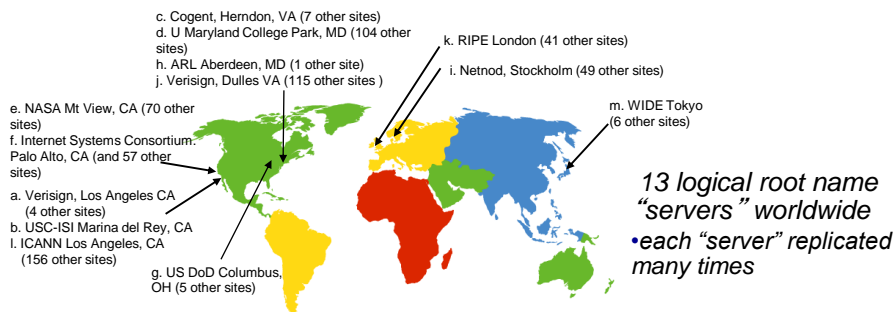 c. Cogent, Herndon, VA (7 other sites)
d. U Maryland College Park, MD (104 other
sites)
h. ARL Aberdeen, MD (1 other site)
j. Verisign, Dulles VA (115 other sites )
k. RIPE London (41 other sites)
i. Netnod, Stockholm (49 other sites)
m. WIDE Tokyo
(6 other sites)
e. NASA Mt View, CA (70 other
sites)
f. Internet Systems Consortium.
Palo Alto, CA (and 57 other
sites)
a. Verisign, Los Angeles CA
(4 other sites)
b. USC-ISI Marina del Rey, CA
l. ICANN Los Angeles, CA
(156 other sites)
g. US DoD Columbus,
OH (5 other sites)
13 logical root name
“servers” worldwide
•each “server” replicated
many times